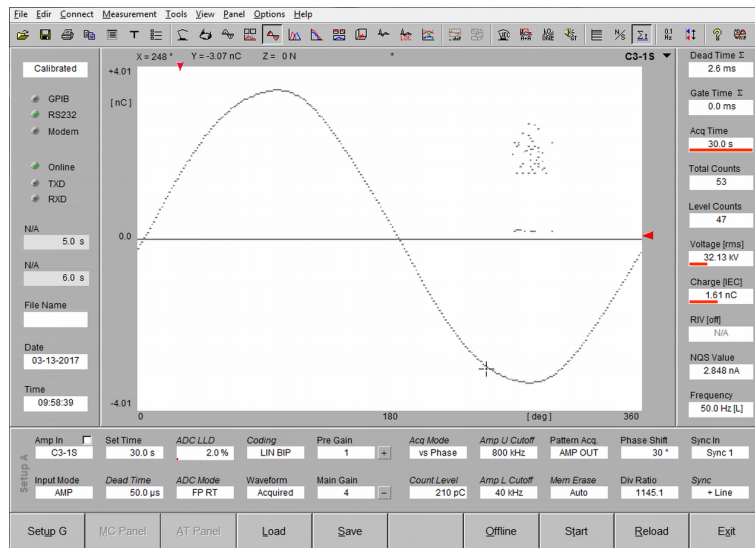 File Edit Connect Measurement Tools View Panel Options Help
X = 248 ° Y = -3.07 nC Z = 0 N * C3-1S
Calibrated
GPIB
RS232
Modem
Online
TXD
RXD
N/A
5.0 s
N/A
6.0 s
File Name
Date
03-13-2017
Time
09:58:39
+4.01
[ nC ]
0.0
-4.01
0 180 [ deg ] 360
Dead Time Σ
2.6 ms
Gate Time Σ
0.0 ms
Acq Time
30.0 s
Total Counts
53
Level Counts
47
Voltage [rms]
32.13 kV
Charge [IEC]
1.61 nC
RIV [off]
N/A
NQS Value
2.848 nA
Frequency
50.0 Hz [L]
Setup A
Amp In Set Time ADC LLD Coding Pre Gain Acq Mode Amp U Cutoff Pattern Acq. Phase Shift Sync In
C3-1S 30.0 s 2.0 % LIN BIP 1 + vs Phase 800 kHz AMP OUT 30 ° Sync 1
Input Mode Dead Time ADC Mode Waveform Main Gain Count Level Amp L Cutoff Mem Erase Div Ratio Sync
AMP 50.0 µs FP RT Acquired 4 − 210 pC 40 kHz Auto 1145.1 + Line
Setup G MC Panel AT Panel Load Save Offline Start Reload Exit